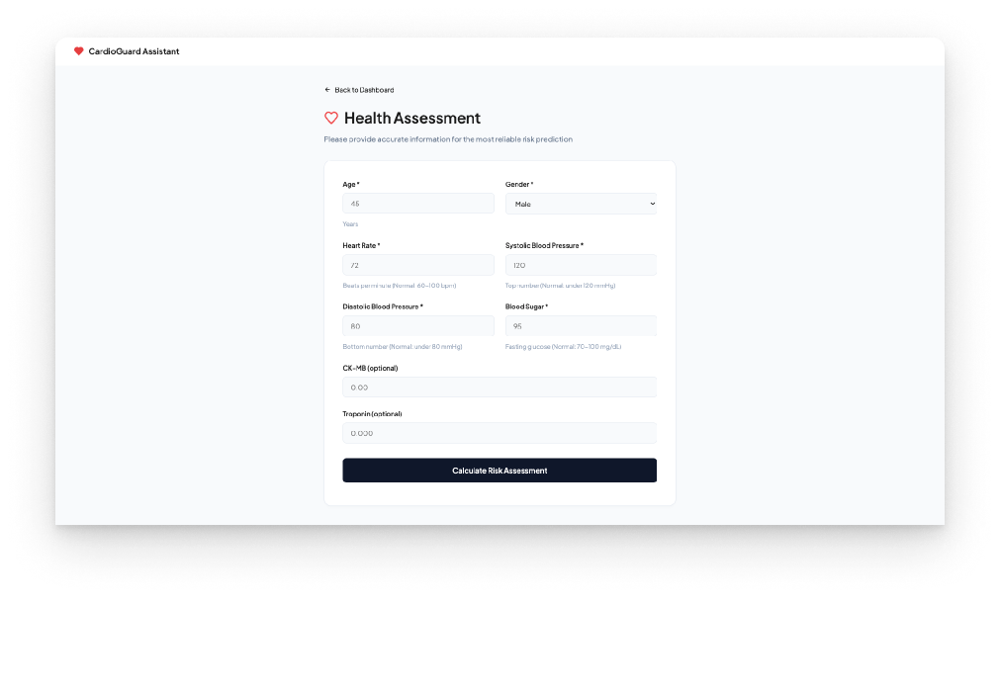 CardioGuard Assistant
← Back to Dashboard
Health Assessment
Please provide accurate information for the most reliable risk prediction
Age *
Gender *
45
Male
Years
Heart Rate *
Systolic Blood Pressure *
72
120
Beats per minute (Normal: 60–100 bpm)
Top number (Normal: under 120 mmHg)
Diastolic Blood Pressure *
Blood Sugar *
80
95
Bottom number (Normal: under 80 mmHg)
Fasting glucose (Normal: 70–100 mg/dL)
CK-MB (optional)
0.00
Troponin (optional)
0.000
Calculate Risk Assessment